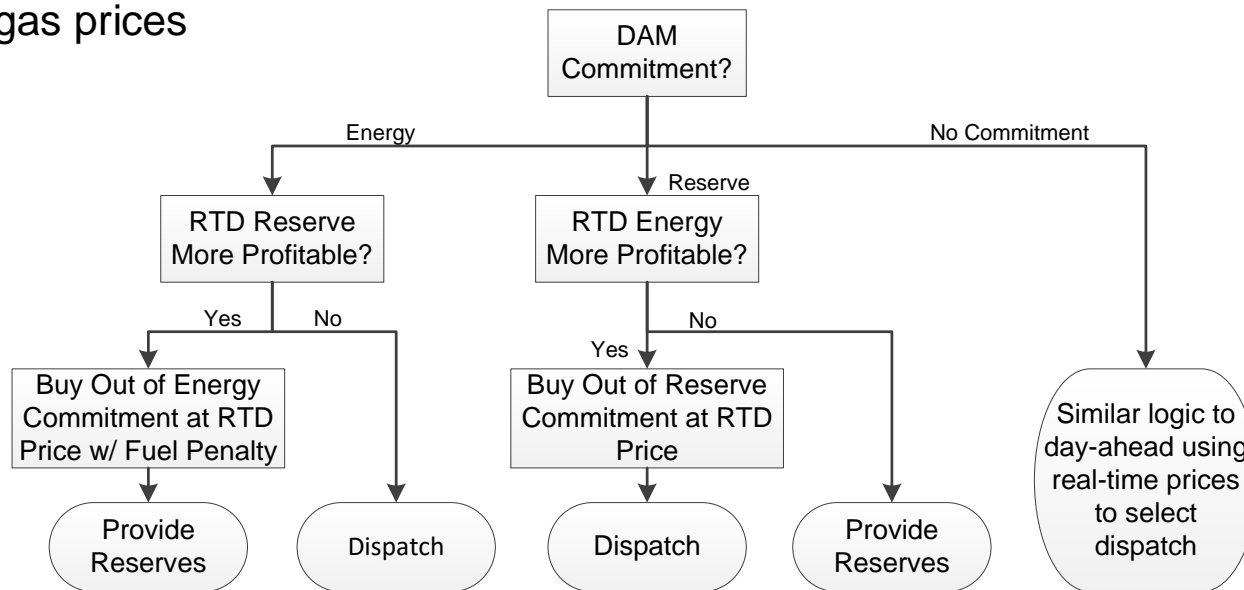 gas prices
DAM
Commitment?
Energy
No Commitment
Reserve
RTD Reserve
More Profitable?
RTD Energy
More Profitable?
Yes
No
Yes
No
Buy Out of Energy
Commitment at RTD
Price w/ Fuel Penalty
Buy Out of Reserve
Commitment at RTD
Price
Similar logic to
day-ahead using
real-time prices
to select
dispatch
Provide
Reserves
Dispatch
Dispatch
Provide
Reserves